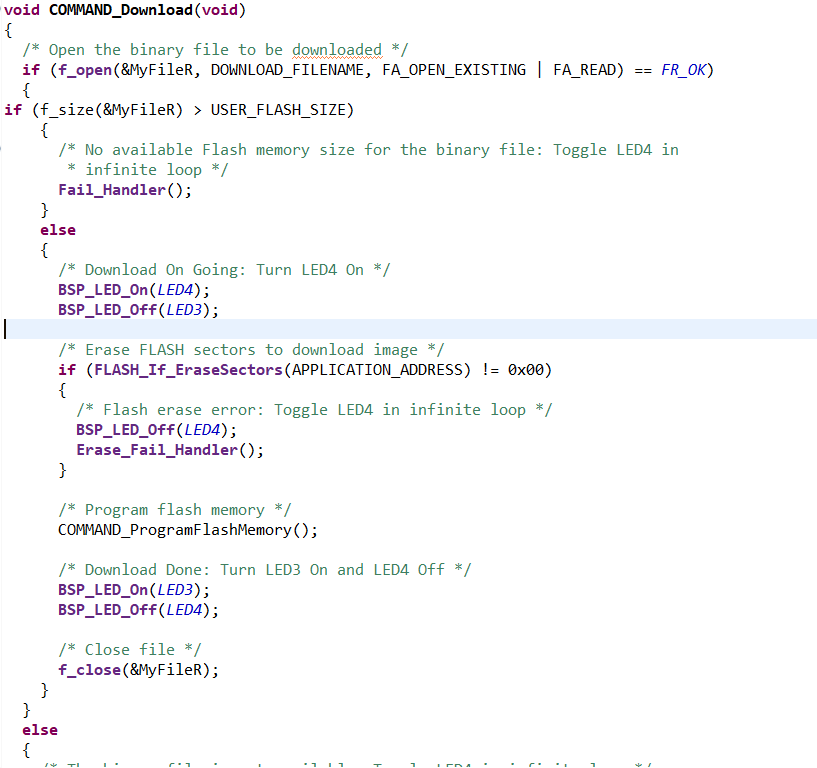 void COMMAND_Download(void)
{
  /* Open the binary file to be downloaded */
  if (f_open(&MyFileR, DOWNLOAD_FILENAME, FA_OPEN_EXISTING | FA_READ) == FR_OK)
  {
if (f_size(&MyFileR) > USER_FLASH_SIZE)
    {
      /* No available Flash memory size for the binary file: Toggle LED4 in
       * infinite loop */
      Fail_Handler();
    }
    else
    {
      /* Download On Going: Turn LED4 On */
      BSP_LED_On(LED4);
      BSP_LED_Off(LED3);

      /* Erase FLASH sectors to download image */
      if (FLASH_If_EraseSectors(APPLICATION_ADDRESS) != 0x00)
      {
        /* Flash erase error: Toggle LED4 in infinite loop */
        BSP_LED_Off(LED4);
        Erase_Fail_Handler();
      }

      /* Program flash memory */
      COMMAND_ProgramFlashMemory();

      /* Download Done: Turn LED3 On and LED4 Off */
      BSP_LED_On(LED3);
      BSP_LED_Off(LED4);

      /* Close file */
      f_close(&MyFileR);
    }
  }
  else
  {